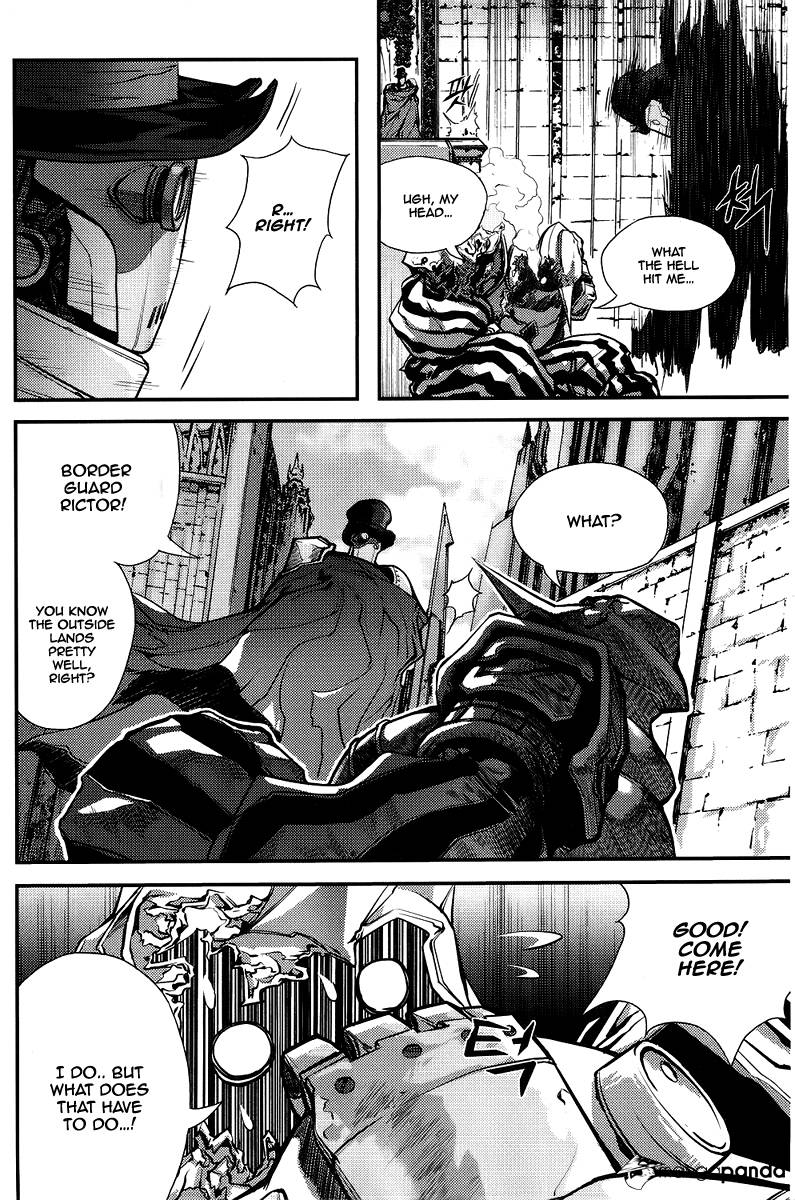 R...
RIGHT!
UGH, MY
HEAD...
WHAT
THE HELL
HIT ME...
BORDER
GUARD
RICTOR!
YOU KNOW
THE OUTSIDE
LANDS
PRETTY
WELL,
RIGHT?
WHAT?
GOOD!
COME
HERE!
I DO.. BUT
WHAT DOES
THAT HAVE
TO DO...!
mangapanda